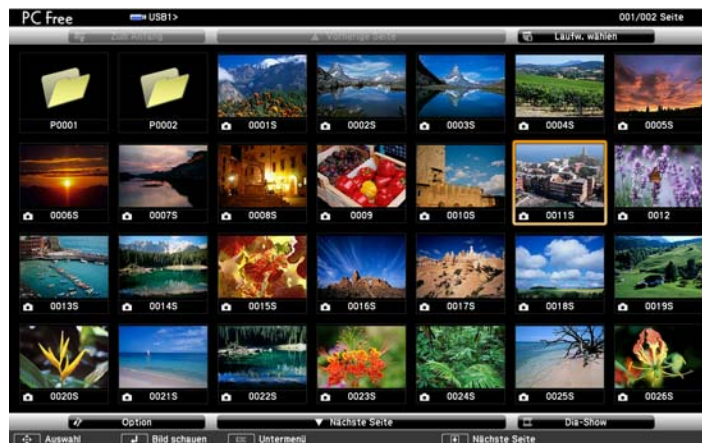 PC Free USB1> 001/002 Seite
Zum Anfang ▲ Vorherige Seite Laufw. wählen
P0001 P0002 0001S 0002S 0003S 0004S 0005S
0006S 0007S 0008S 0009 0010S 0011S 0012
0013S 0014S 0015S 0016S 0017S 0018S 0019S
0020S 0021S 0022S 0023S 0024S 0025S 0026S
Option ▼ Nächste Seite Dia-Show
Auswahl Bild schauen ESC Untermenü Nächste Seite